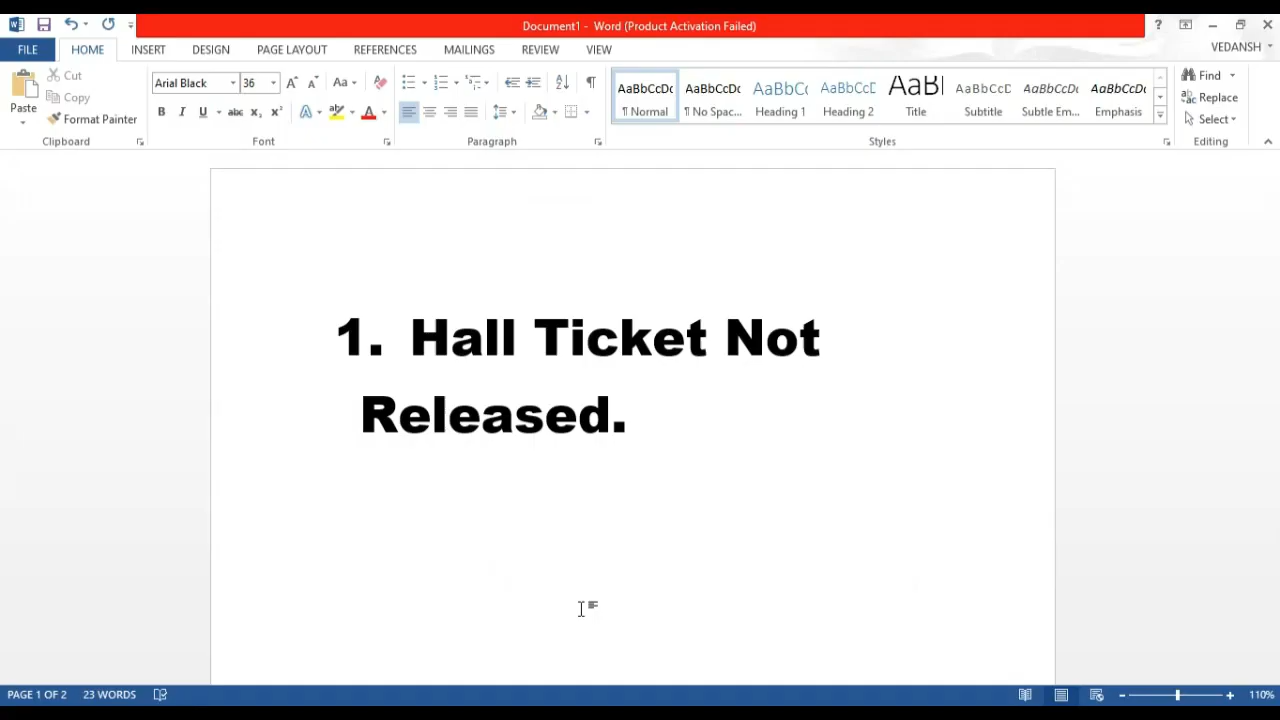 Document1 - Word (Product Activation Failed)
?
FILE HOME INSERT DESIGN PAGE LAYOUT REFERENCES MAILINGS REVIEW VIEW
VEDANSH
Paste
Cut
Copy
Format Painter
Clipboard
Arial Black 36
Font
Paragraph
AaBbCcDc AaBbCcDc AaBbCc AaBbCcD AaBl AaBbCcD AaBbCcDc AaBbCcDc
¶ Normal ¶ No Spac... Heading 1 Heading 2 Title Subtitle Subtle Em... Emphasis
Styles
Find
Replace
Select
Editing
1. Hall Ticket Not
Released.
PAGE 1 OF 2 23 WORDS
110%